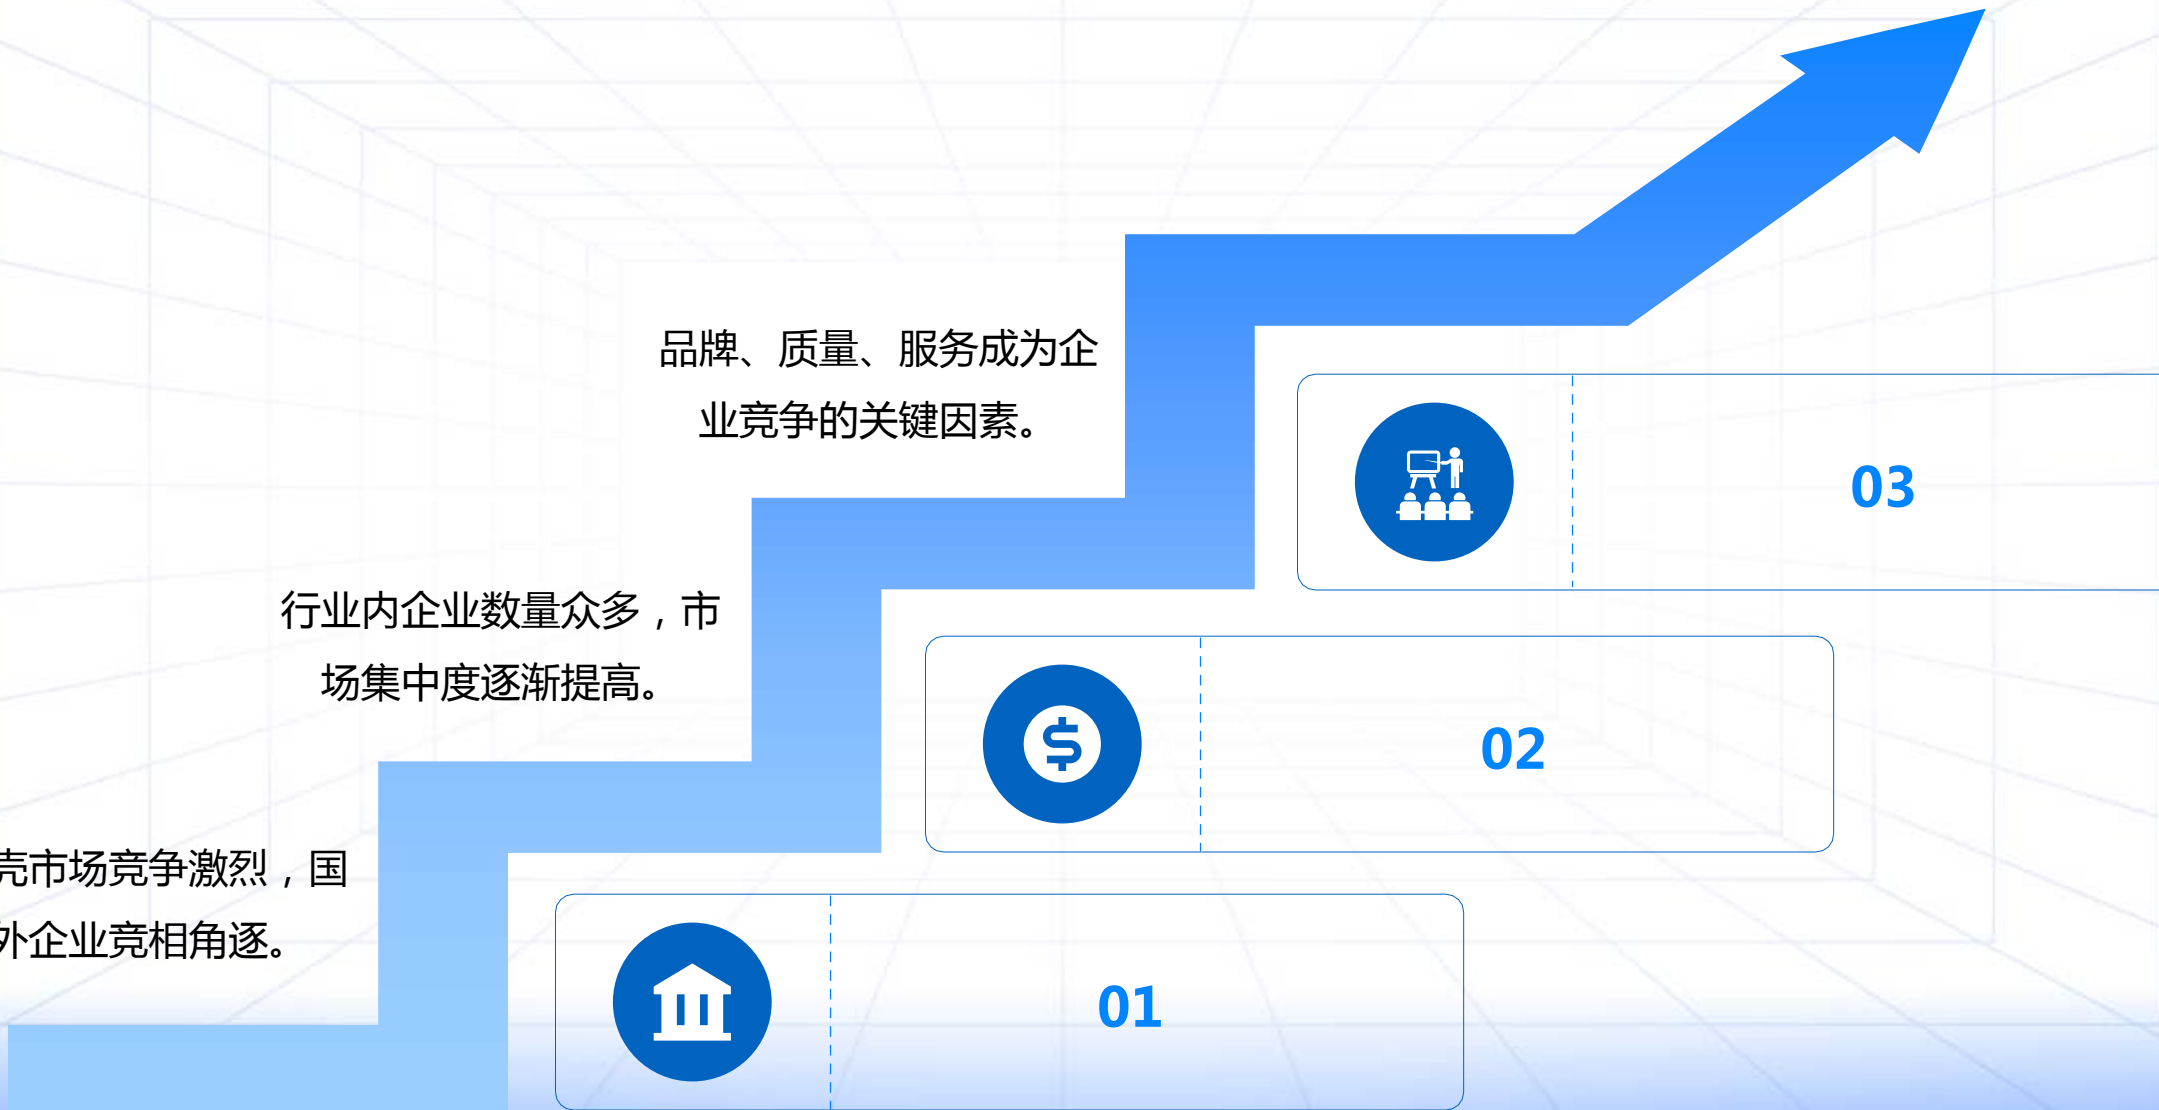 品牌、质量、服务成为企
业竞争的关键因素。
03
行业内企业数量众多，市
场集中度逐渐提高。
02
壳市场竞争激烈，国
外企业竞相角逐。
01